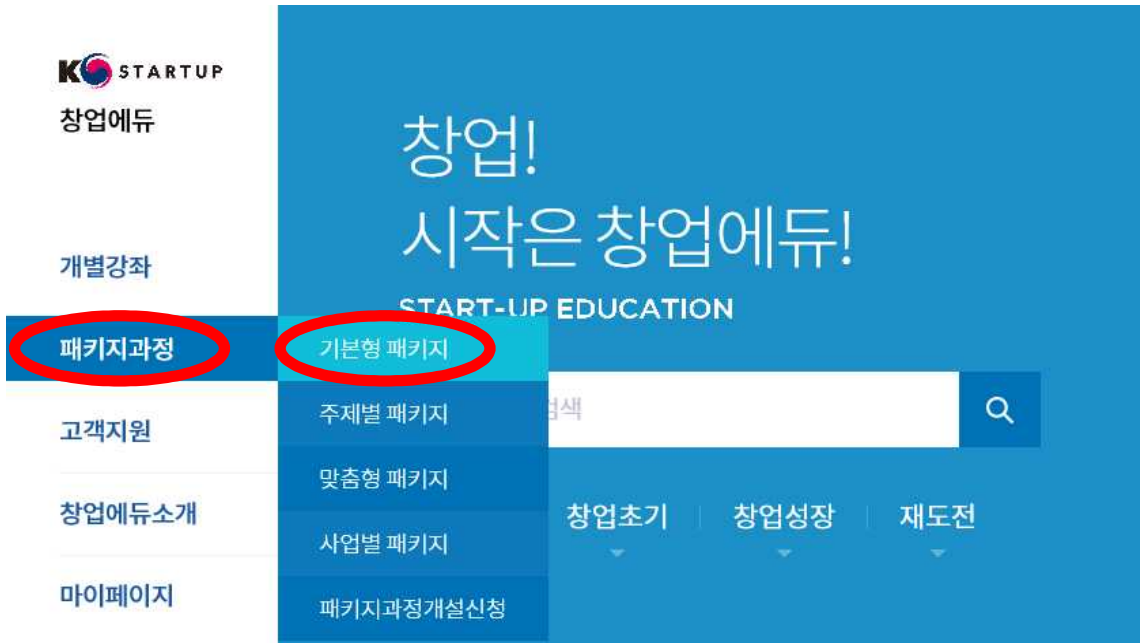 K STARTUP
창업에듀
개별강좌
패키지과정
고객지원
창업에듀소개
마이페이지
창업!
시작은 창업에듀!
START-UP EDUCATION
기본형 패키지
주제별 패키지
맞춤형 패키지
사업별 패키지
패키지과정개설신청
검색
창업초기
창업성장
재도전